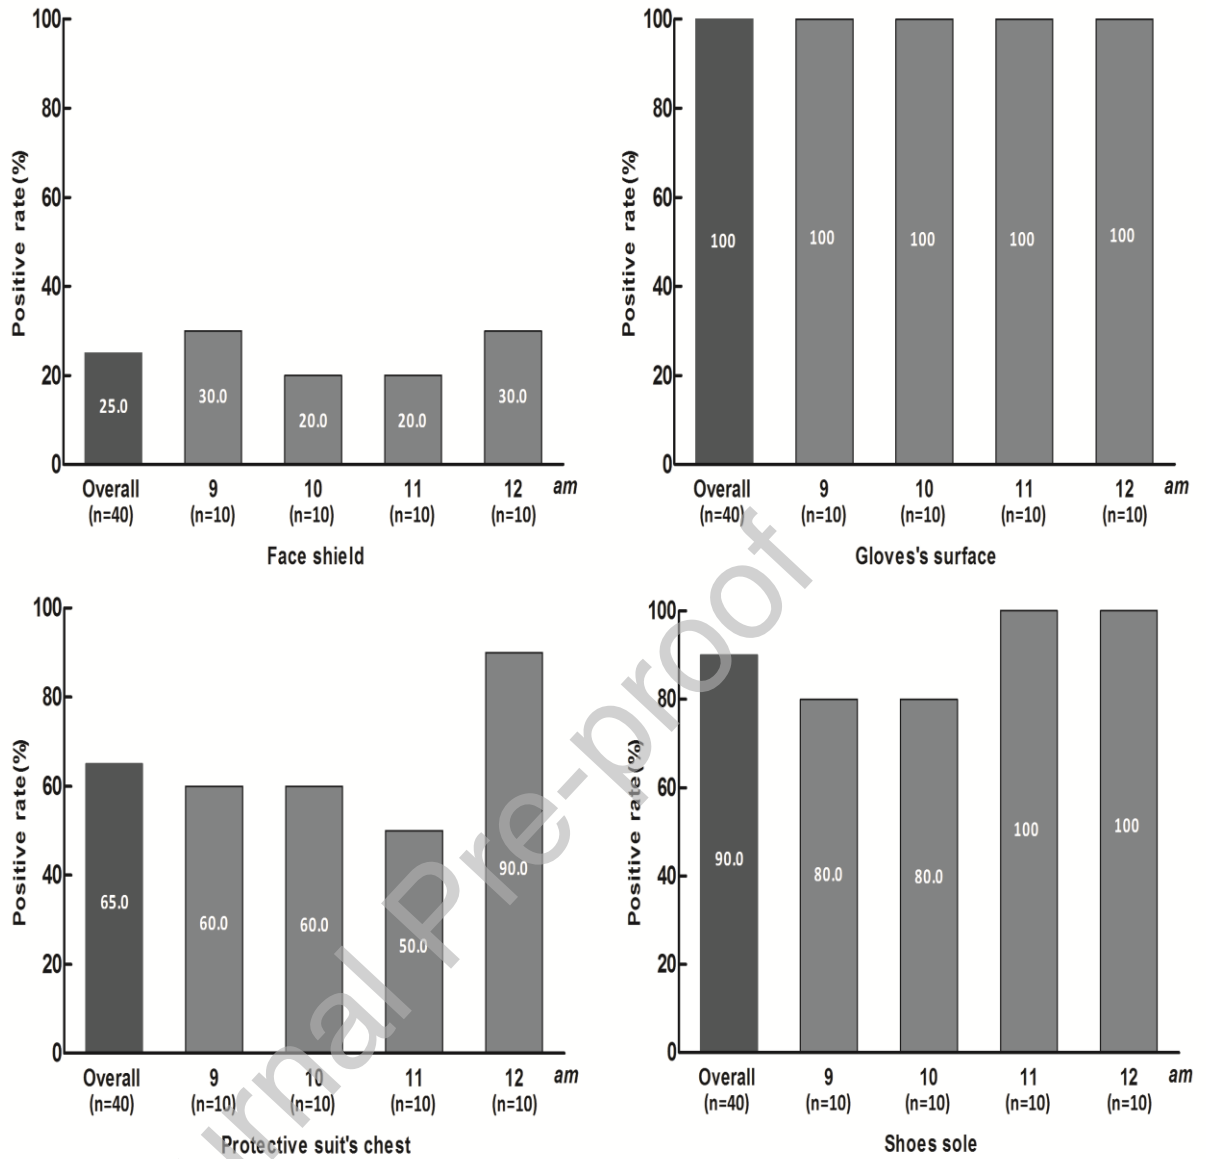 100
80
60
40
20
0
Positive rate(%)
25.0
30.0
20.0
20.0
30.0
Overall 9 10 11 12 am
(n=40) (n=10) (n=10) (n=10) (n=10)
Face shield
100
80
60
40
20
0
Positive rate(%)
100
100
100
100
100
Overall 9 10 11 12 am
(n=40) (n=10) (n=10) (n=10) (n=10)
Gloves's surface
100
80
60
40
20
0
Positive rate(%)
65.0
60.0
60.0
50.0
90.0
Overall 9 10 11 12 am
(n=40) (n=10) (n=10) (n=10) (n=10)
Protective suit's chest
100
80
60
40
20
0
Positive rate(%)
90.0
80.0
80.0
100
100
Overall 9 10 11 12 am
(n=40) (n=10) (n=10) (n=10) (n=10)
Shoes sole
urnal Pre-proof